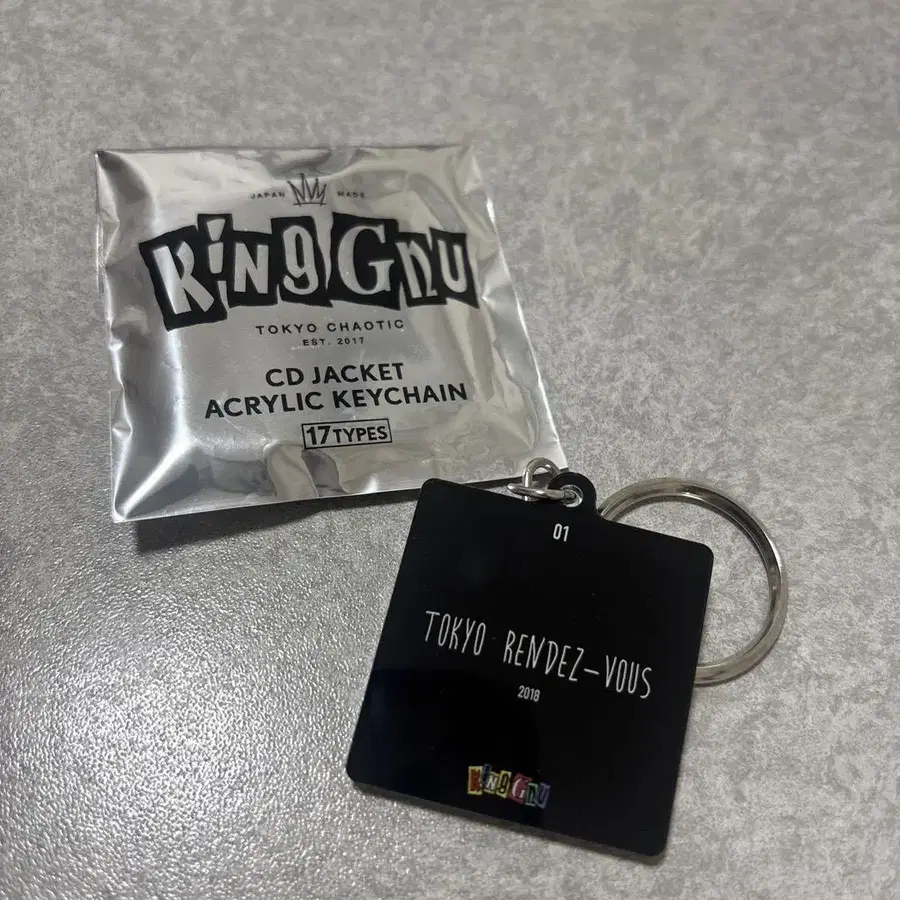 JAPAN MADE
King Gnu
TOKYO CHAOTIC
EST. 2017
CD JACKET
ACRYLIC KEYCHAIN
17 TYPES
01
TOKYO RENDEZ-VOUS
2018
King Gnu